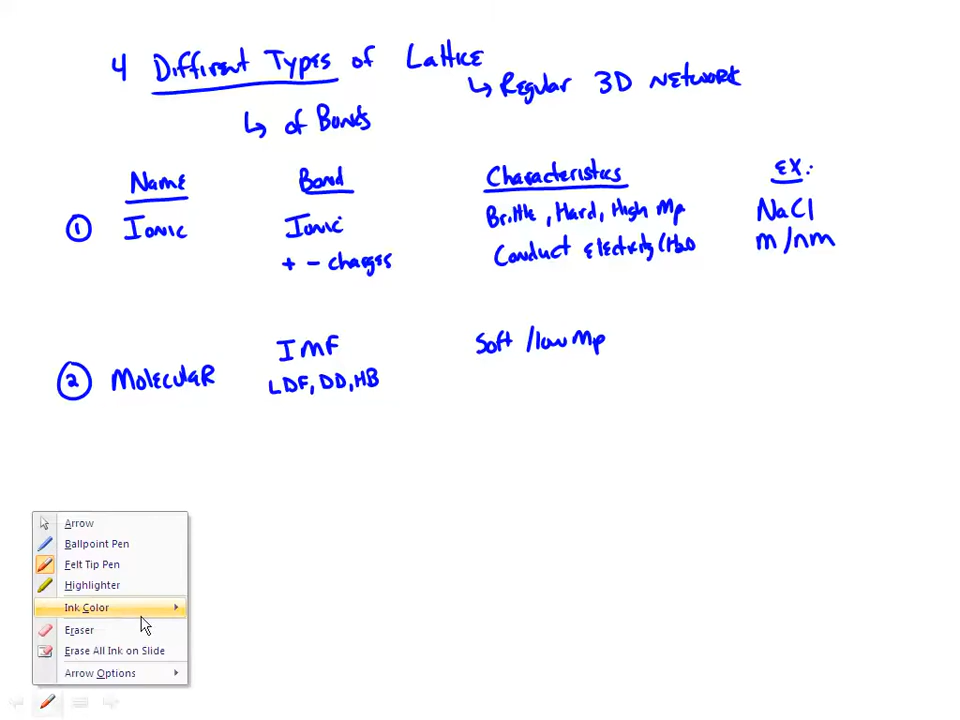 4 Different Types of Lattice
↳ Regular 3D Network
↳ of Bonds
Name Bond Characteristics EX:
① Ionic Ionic Brittle, Hard, High Mp NaCl
+ - charges Conduct Electricity (H2O m/nm
② Molecular IMF Soft /low Mp
LDF, DD, HB
Arrow
Ballpoint Pen
Felt Tip Pen
Highlighter
Ink Color
Eraser
Erase All Ink on Slide
Arrow Options